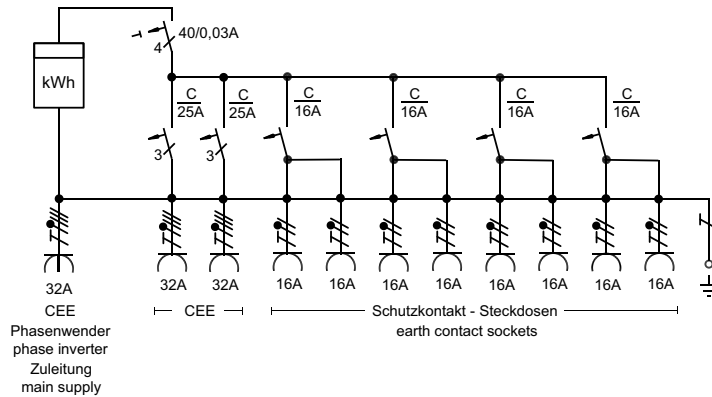 40/0,03A
4
kWh
C
25A
C
25A
C
16A
C
16A
C
16A
C
16A
3
3
32A
32A
32A
16A
16A
16A
16A
16A
16A
16A
16A
CEE
CEE
Schutzkontakt - Steckdosen
earth contact sockets
Phasenwender
phase inverter
Zuleitung
main supply